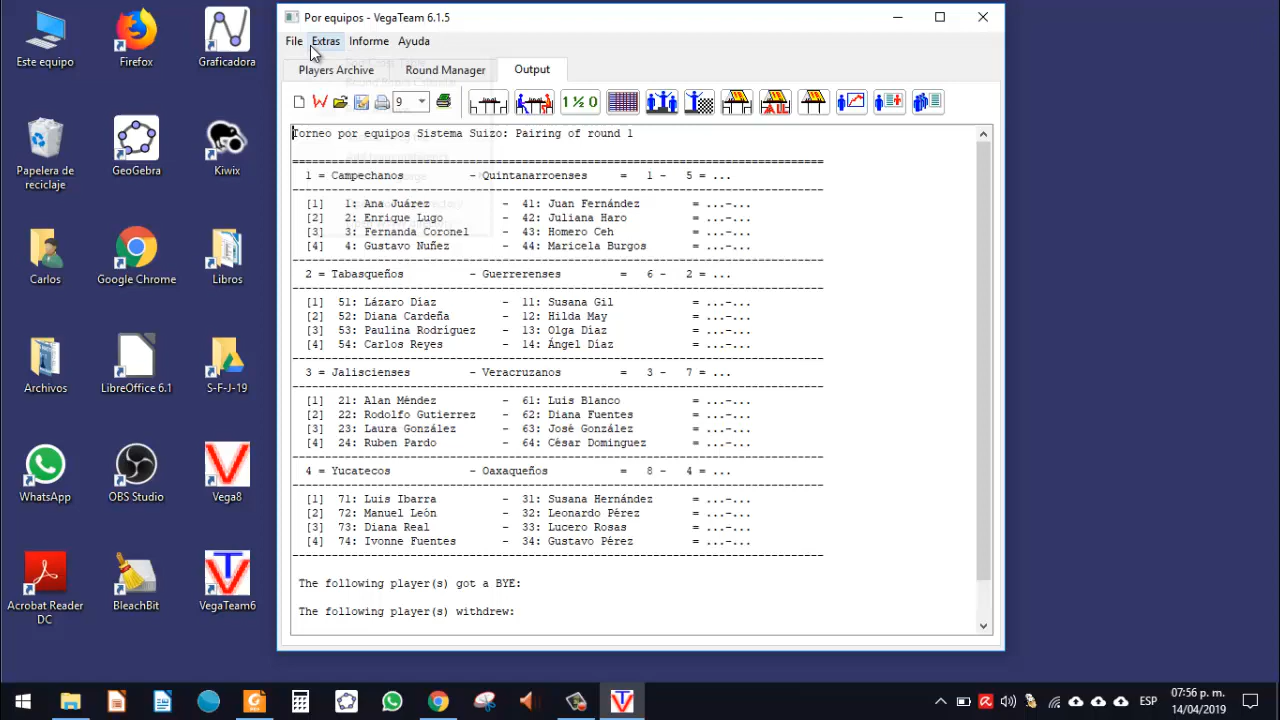 Por equipos - VegaTeam 6.1.5
File Extras Informe Ayuda
Players Archive Round Manager Output
9 1 ½ 0
Torneo por equipos Sistema Suizo: Pairing of round 1
1 = Campechanos - Quintanarroenses = 1 - 5 = ...
[1] 1: Ana Juárez - 41: Juan Fernández = ...-...
[2] 2: Enrique Lugo - 42: Juliana Haro = ...-...
[3] 3: Fernanda Coronel - 43: Homero Ceh = ...-...
[4] 4: Gustavo Nuñez - 44: Maricela Burgos = ...-...
2 = Tabasqueños - Guerrerenses = 6 - 2 = ...
[1] 51: Lázaro Díaz - 11: Susana Gil = ...-...
[2] 52: Diana Cardeña - 12: Hilda May = ...-...
[3] 53: Paulina Rodríguez - 13: Olga Díaz = ...-...
[4] 54: Carlos Reyes - 14: Ángel Díaz = ...-...
3 = Jaliscienses - Veracruzanos = 3 - 7 = ...
[1] 21: Alan Méndez - 61: Luis Blanco = ...-...
[2] 22: Rodolfo Gutierrez - 62: Diana Fuentes = ...-...
[3] 23: Laura González - 63: José González = ...-...
[4] 24: Ruben Pardo - 64: César Domínguez = ...-...
4 = Yucatecos - Oaxaqueños = 8 - 4 = ...
[1] 71: Luis Ibarra - 31: Susana Hernández = ...-...
[2] 72: Manuel León - 32: Leonardo Pérez = ...-...
[3] 73: Diana Real - 33: Lucero Rosas = ...-...
[4] 74: Ivonne Fuentes - 34: Gustavo Pérez = ...-...
The following player(s) got a BYE:
The following player(s) withdrew:
Este equipo Firefox Graficadora
Papelera de
reciclaje
GeoGebra Kiwix
Carlos Google Chrome Libros
Archivos LibreOffice 6.1 S-F-J-19
WhatsApp OBS Studio Vega8
Acrobat Reader
DC
BleachBit VegaTeam6
ESP
07:56 p. m.
14/04/2019